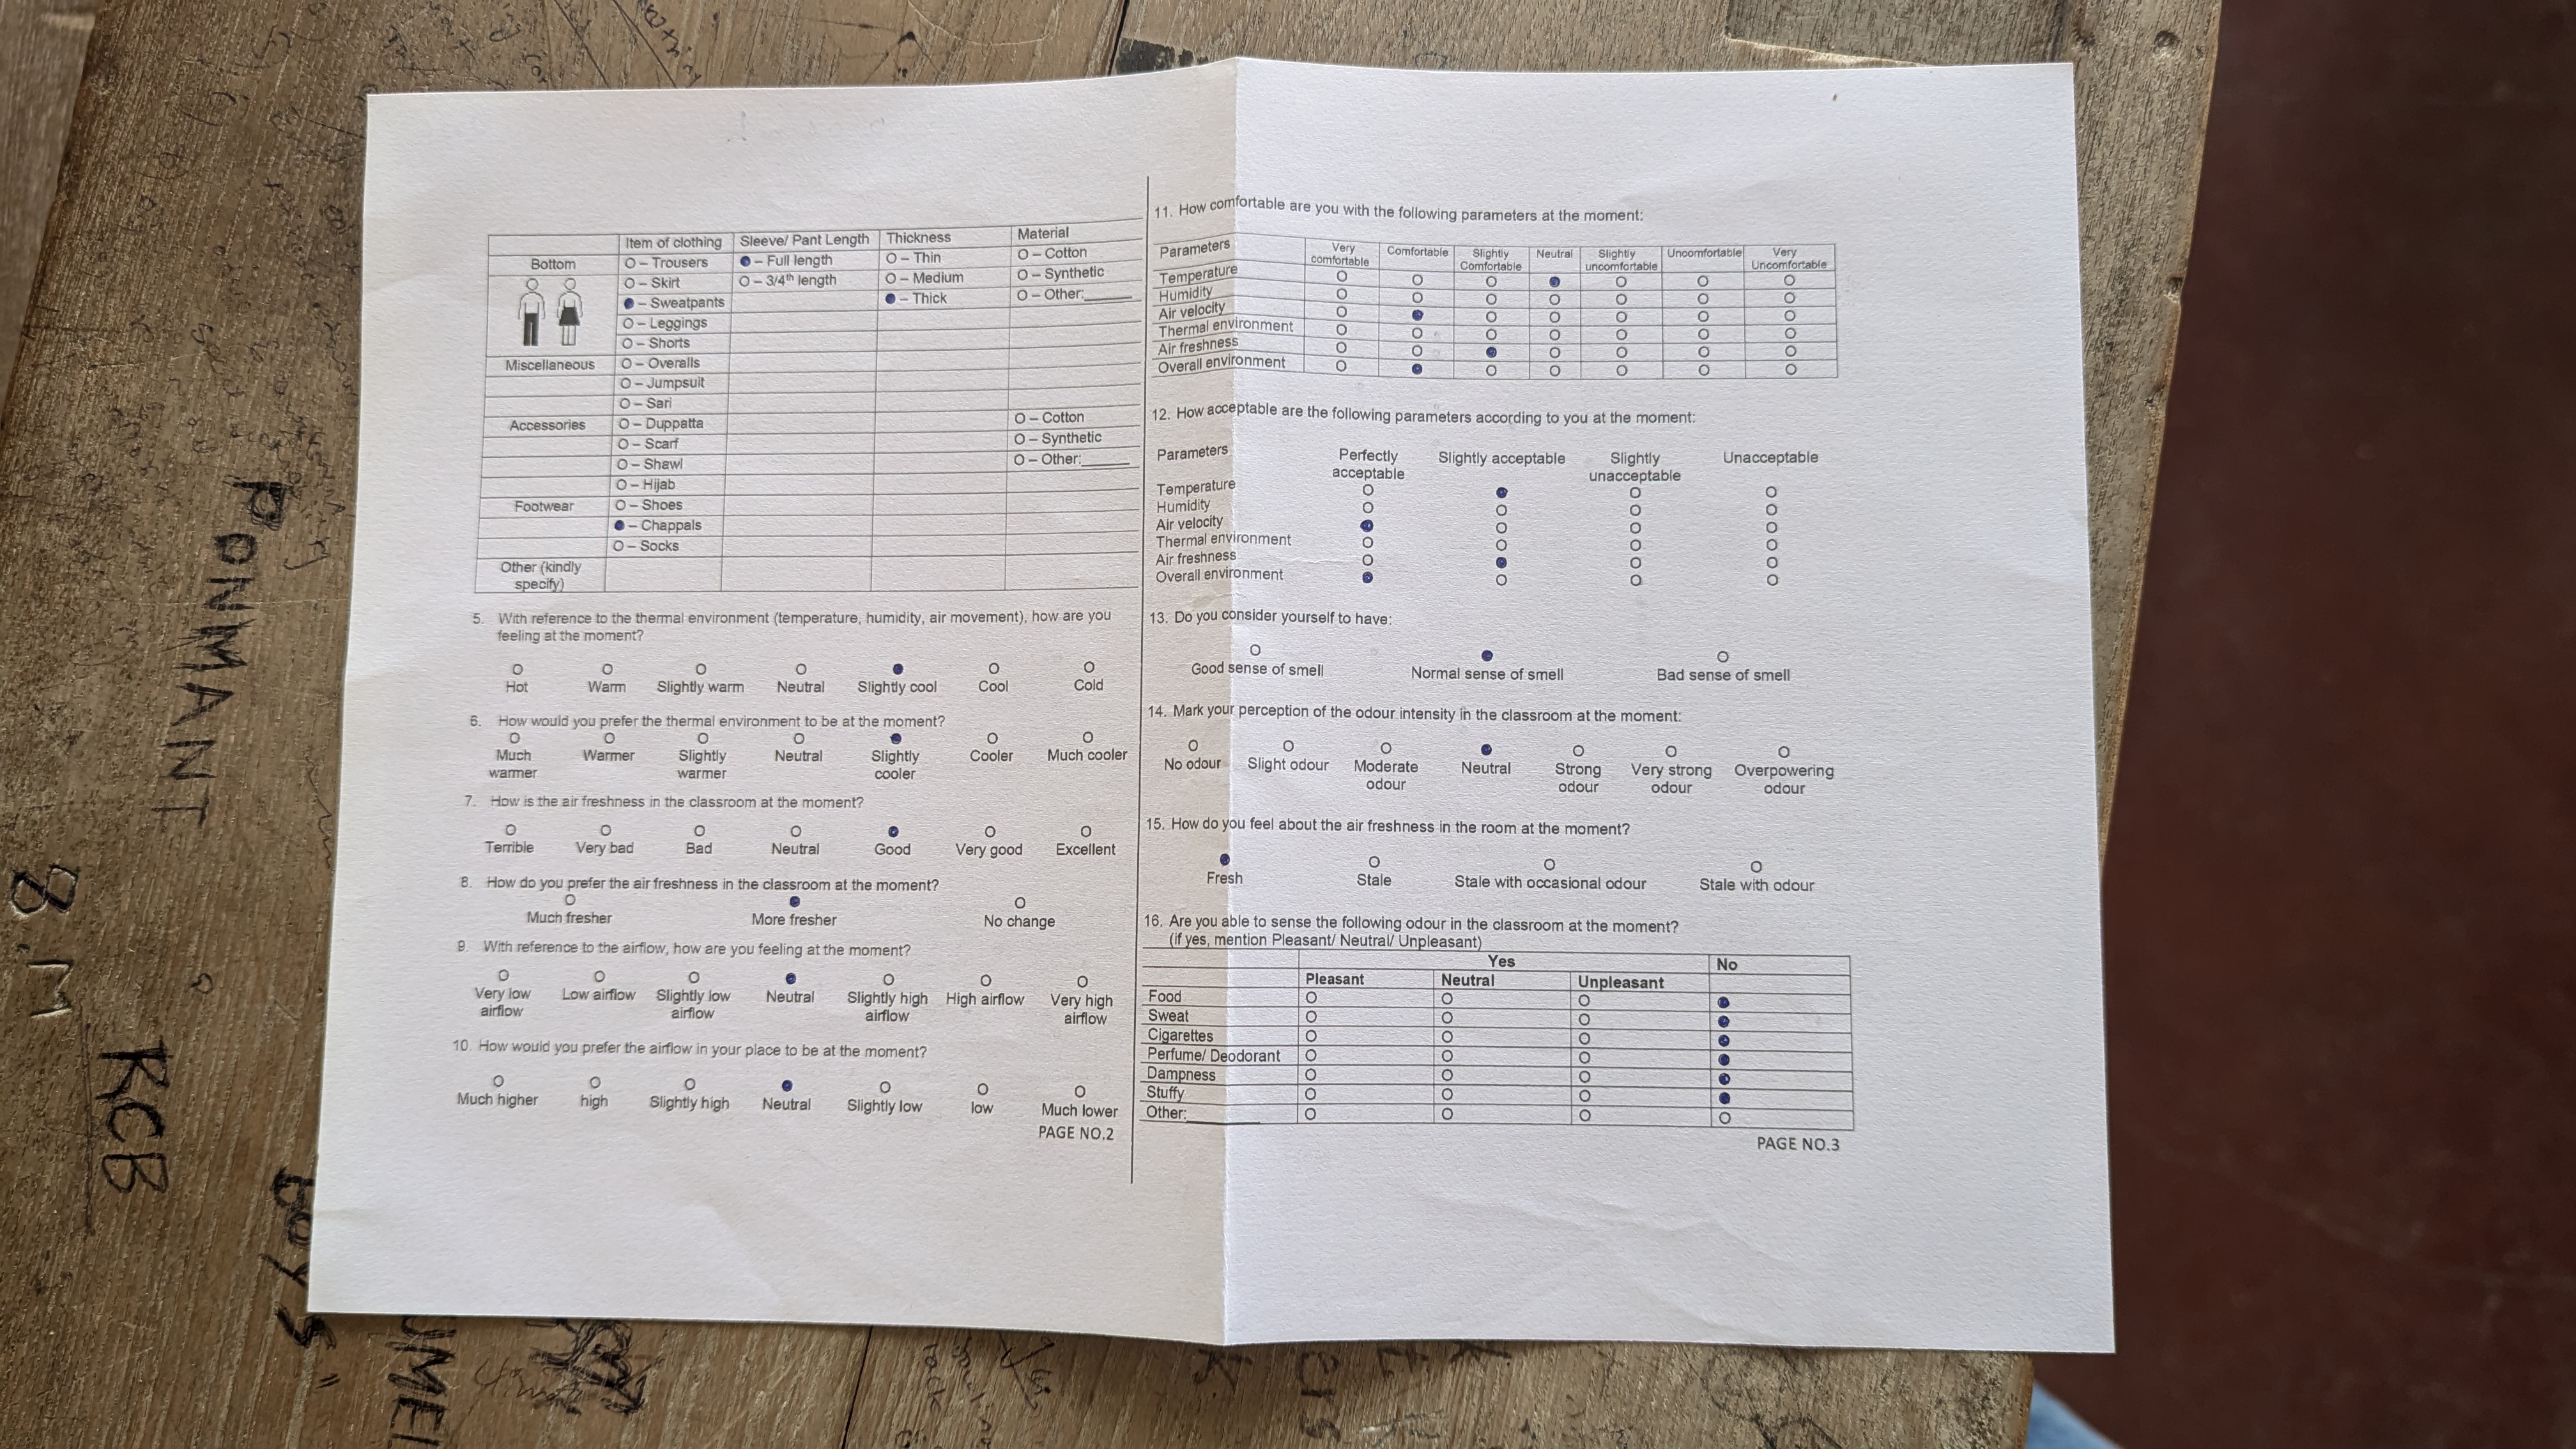 Item of clothing Sleeve/ Pant Length Thickness Material
Bottom O – Trousers ● – Full length O – Thin O – Cotton
O – Skirt O – 3/4th length O – Medium O – Synthetic
● – Sweatpants ● – Thick O – Other:______
O – Leggings
O – Shorts
Miscellaneous O – Overalls
O – Jumpsuit
O – Sari
Accessories O – Duppatta O – Cotton
O – Scarf O – Synthetic
O – Shawl O – Other:______
O – Hijab
Footwear O – Shoes
● – Chappals
O – Socks
Other (kindly
specify)
5. With reference to the thermal environment (temperature, humidity, air movement), how are you
feeling at the moment?
O O O O ● O O
Hot Warm Slightly warm Neutral Slightly cool Cool Cold
6. How would you prefer the thermal environment to be at the moment?
O O O O ● O O
Much Warmer Slightly Neutral Slightly Cooler Much cooler
warmer warmer cooler
7. How is the air freshness in the classroom at the moment?
O O O O ● O O
Terrible Very bad Bad Neutral Good Very good Excellent
8. How do you prefer the air freshness in the classroom at the moment?
O ● O
Much fresher More fresher No change
9. With reference to the airflow, how are you feeling at the moment?
O O O ● O O O
Very low Low airflow Slightly low Neutral Slightly high High airflow Very high
airflow airflow airflow airflow
10. How would you prefer the airflow in your place to be at the moment?
O O O ● O O O
Much higher high Slightly high Neutral Slightly low low Much lower
PAGE NO.2
11. How comfortable are you with the following parameters at the moment:
Parameters Very Comfortable Slightly Neutral Slightly Uncomfortable Very
comfortable Comfortable uncomfortable Uncomfortable
Temperature O O O ● O O O
Humidity O O O O O O O
Air velocity O ● O O O O O
Thermal environment O O O O O O O
Air freshness O O ● O O O O
Overall environment O ● O O O O O
12. How acceptable are the following parameters according to you at the moment:
Parameters Perfectly Slightly acceptable Slightly Unacceptable
acceptable unacceptable
Temperature O ● O O
Humidity O O O O
Air velocity ● O O O
Thermal environment O O O O
Air freshness O ● O O
Overall environment ● O O O
13. Do you consider yourself to have:
O ● O
Good sense of smell Normal sense of smell Bad sense of smell
14. Mark your perception of the odour intensity in the classroom at the moment:
O O O ● O O O
No odour Slight odour Moderate Neutral Strong Very strong Overpowering
odour odour odour odour
15. How do you feel about the air freshness in the room at the moment?
● O O O
Fresh Stale Stale with occasional odour Stale with odour
16. Are you able to sense the following odour in the classroom at the moment?
(if yes, mention Pleasant/ Neutral/ Unpleasant)
Yes No
Pleasant Neutral Unpleasant
Food O O O ●
Sweat O O O ●
Cigarettes O O O ●
Perfume/ Deodorant O O O ●
Dampness O O O ●
Stuffy O O O ●
Other:________ O O O O
PAGE NO.3
PONMANT
B.M
RCB
BOYS